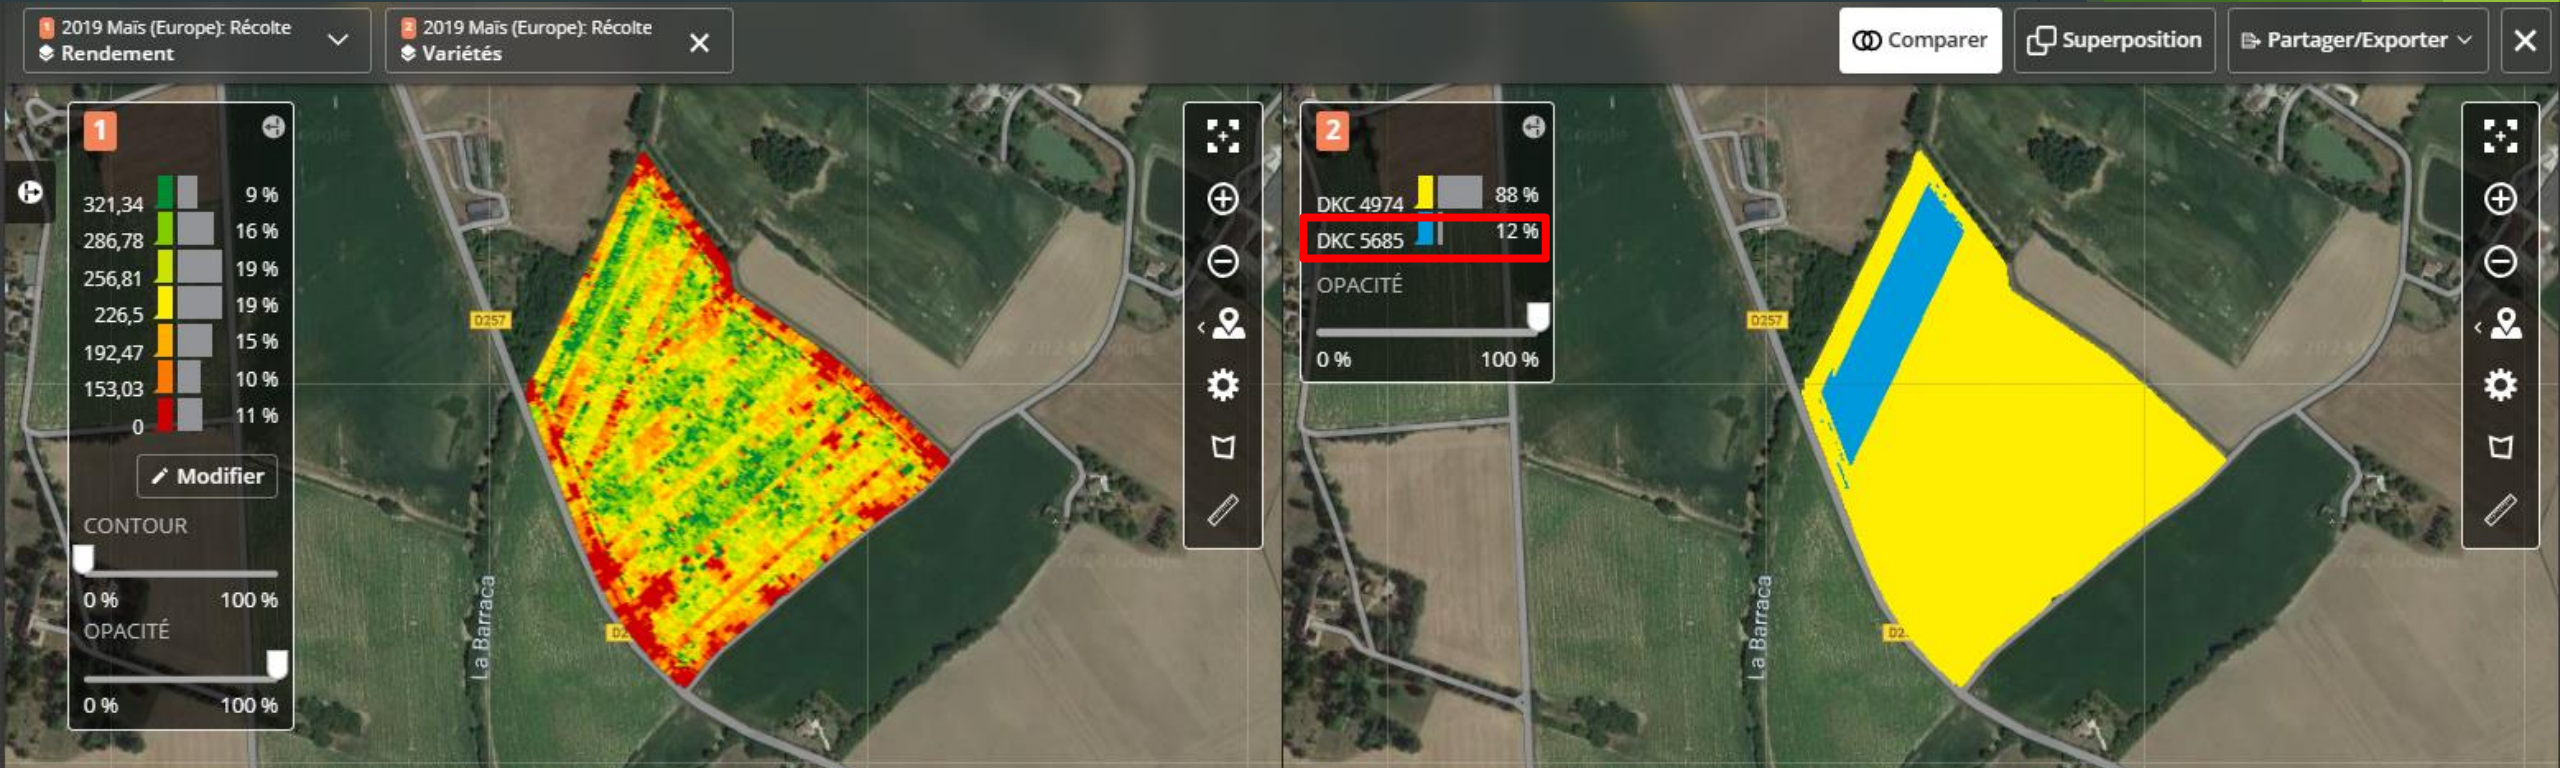 1 2019 Maïs (Europe): Récolte
Rendement
2 2019 Maïs (Europe): Récolte
Variétés
Comparer
Superposition
Partager/Exporter
1
9 %
321,34
16 %
286,78
19 %
256,81
19 %
226,5
15 %
192,47
10 %
153,03
11 %
0
Modifier
CONTOUR
0 % 100 %
OPACITÉ
0 % 100 %
D257
La Barraca
2
88 %
DKC 4974
12 %
DKC 5685
OPACITÉ
0 % 100 %
D257
La Barraca